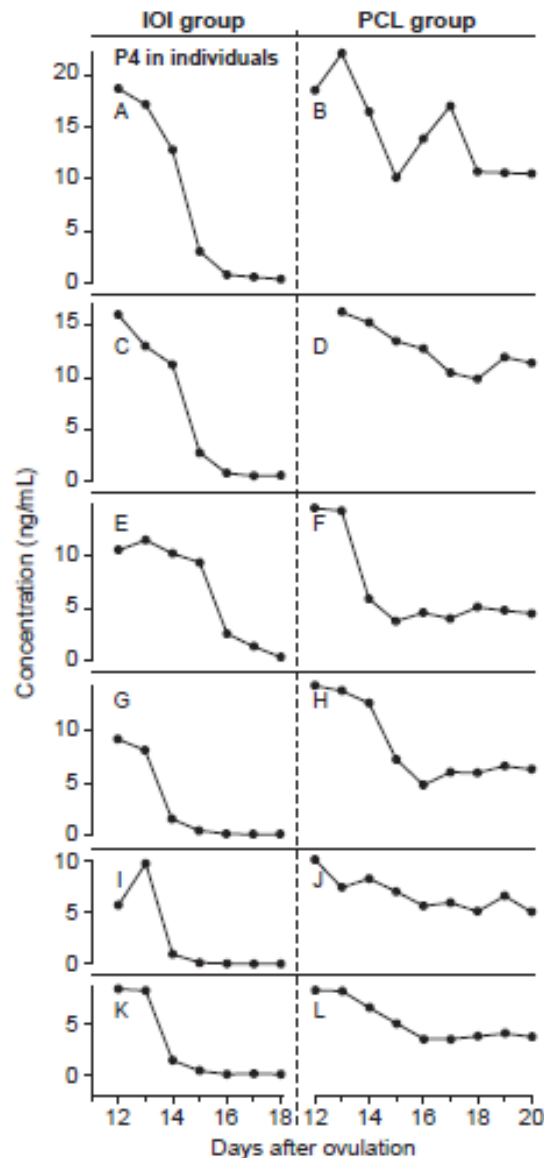 IOI group PCL group
P4 in individuals
20
15
10
5
0
A B
15
10
5
0
C D
10
5
0
E F
10
5
0
G H
10
5
0
I J
5
0
K L
Concentration (ng/mL)
12 14 16 18 12 14 16 18 20
Days after ovulation